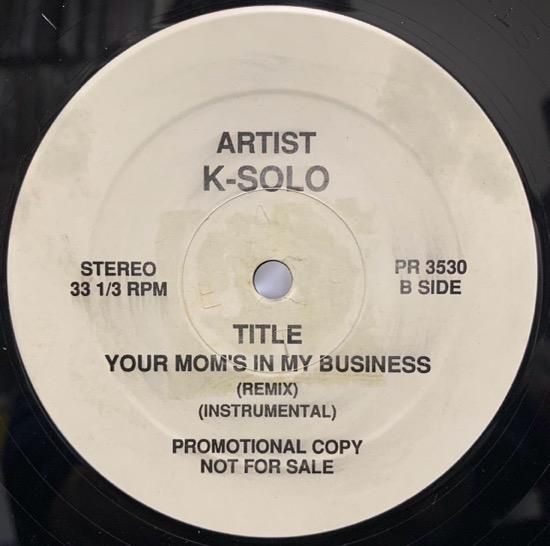 ARTIST
K-SOLO
STEREO
33 1/3 RPM
PR 3530
B SIDE
TITLE
YOUR MOM'S IN MY BUSINESS
(REMIX)
(INSTRUMENTAL)
PROMOTIONAL COPY
NOT FOR SALE